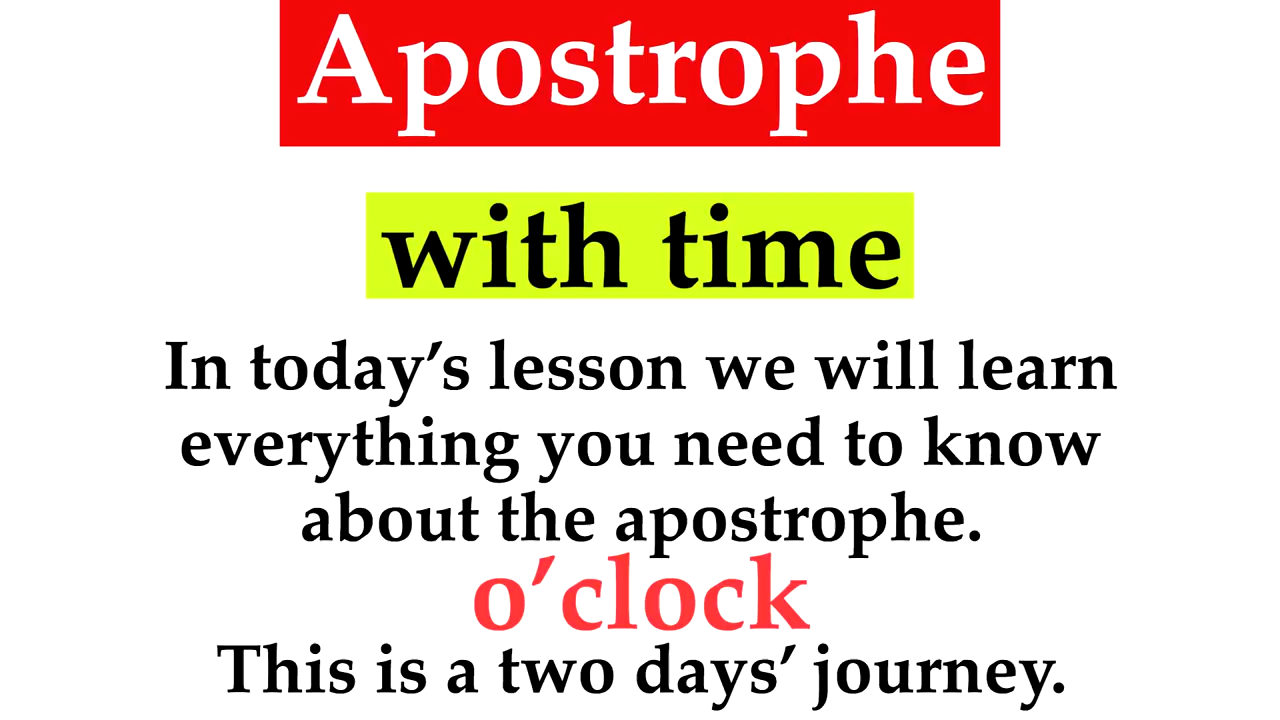 Apostrophe
with time
In today’s lesson we will learn
everything you need to know
about the apostrophe.
o’clock
This is a two days’ journey.